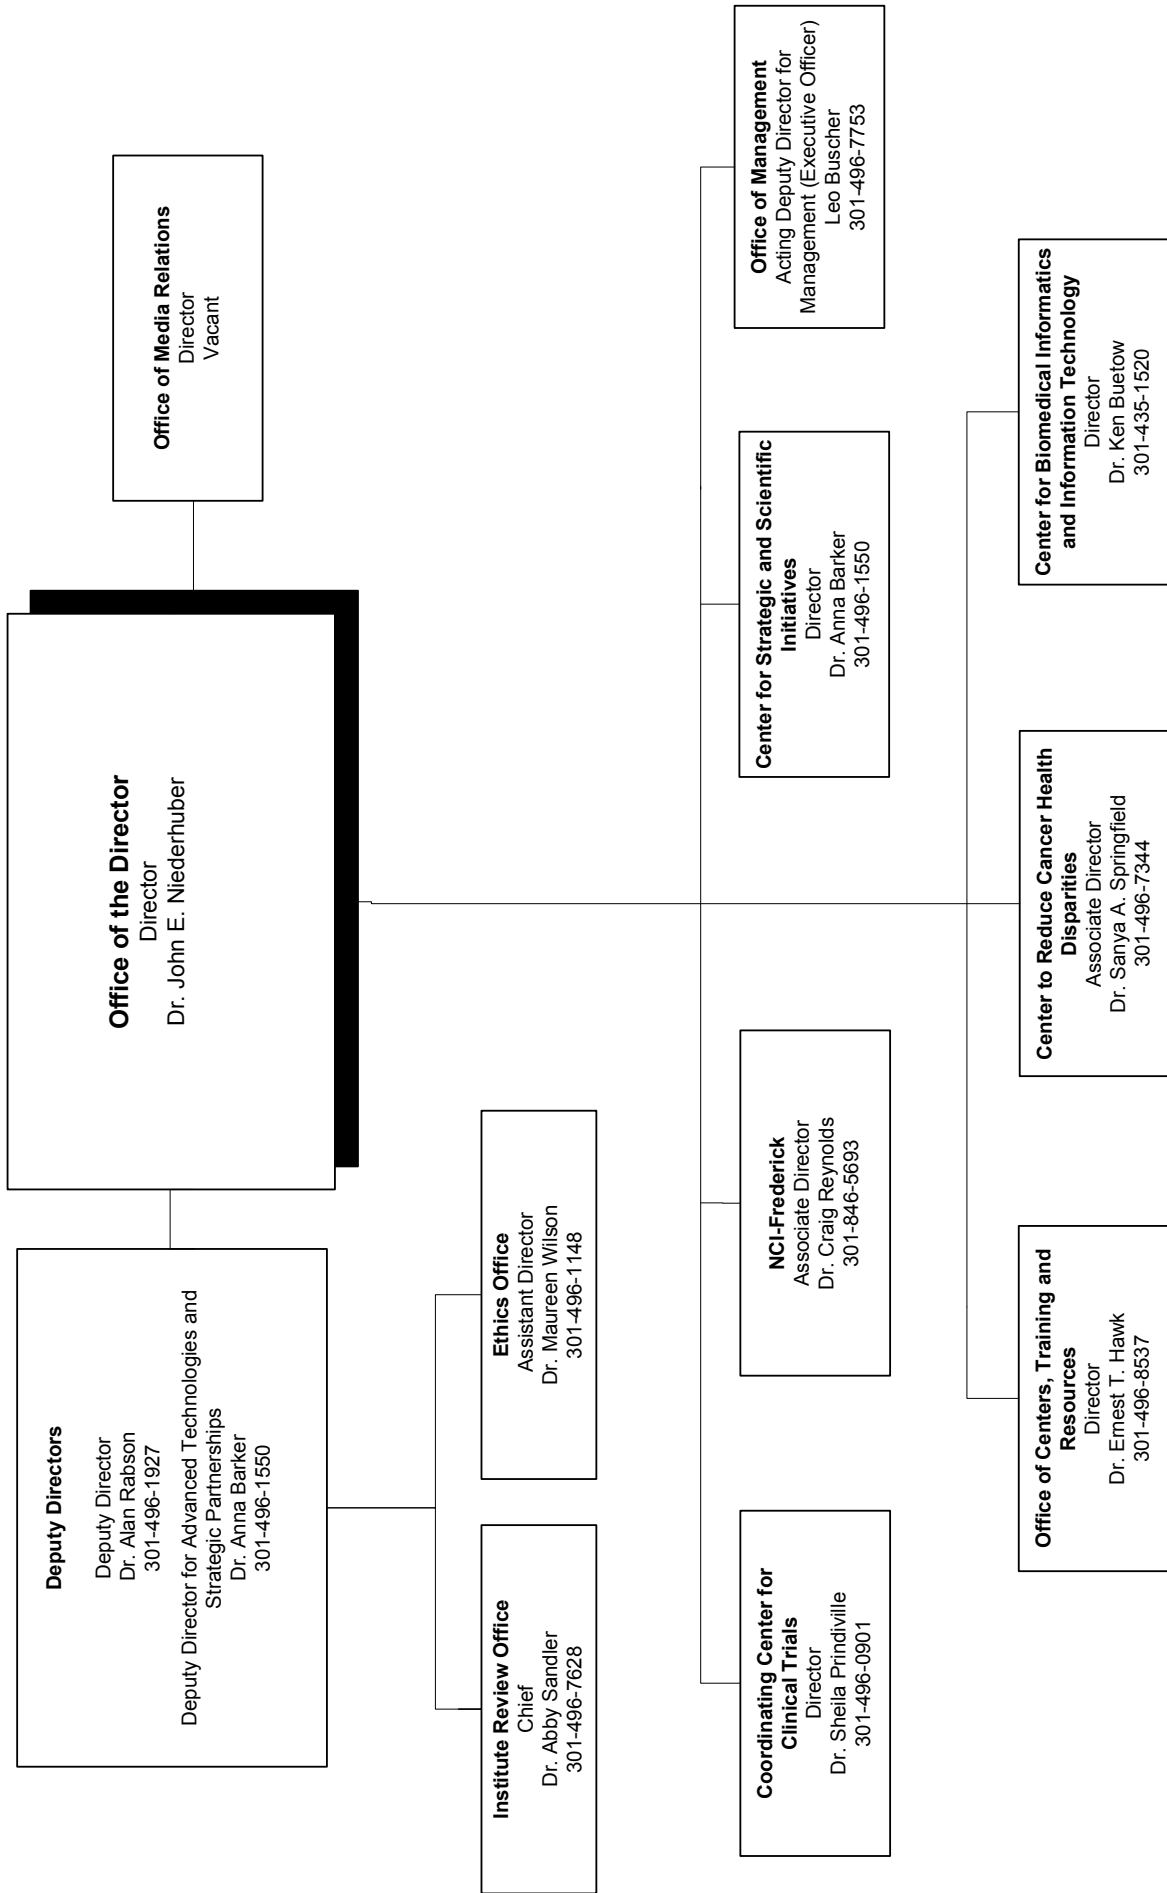 Office of the Director
Director
Dr. John E. Niederhuber
Deputy Directors
Deputy Director
Dr. Alan Rabson
301-496-1927
Deputy Director for Advanced Technologies and
Strategic Partnerships
Dr. Anna Barker
301-496-1550
Office of Media Relations
Director
Vacant
Institute Review Office
Chief
Dr. Abby Sandler
301-496-7628
Ethics Office
Assistant Director
Dr. Maureen Wilson
301-496-1148
Coordinating Center for
Clinical Trials
Director
Dr. Sheila Prindiville
301-496-0901
NCI-Frederick
Associate Director
Dr. Craig Reynolds
301-846-5693
Center for Strategic and Scientific
Initiatives
Director
Dr. Anna Barker
301-496-1550
Office of Management
Acting Deputy Director for
Management (Executive Officer)
Leo Buscher
301-496-7753
Office of Centers, Training and
Resources
Director
Dr. Ernest T. Hawk
301-496-8537
Center to Reduce Cancer Health
Disparities
Associate Director
Dr. Sanya A. Springfield
301-496-7344
Center for Biomedical Informatics
and Information Technology
Director
Dr. Ken Buetow
301-435-1520